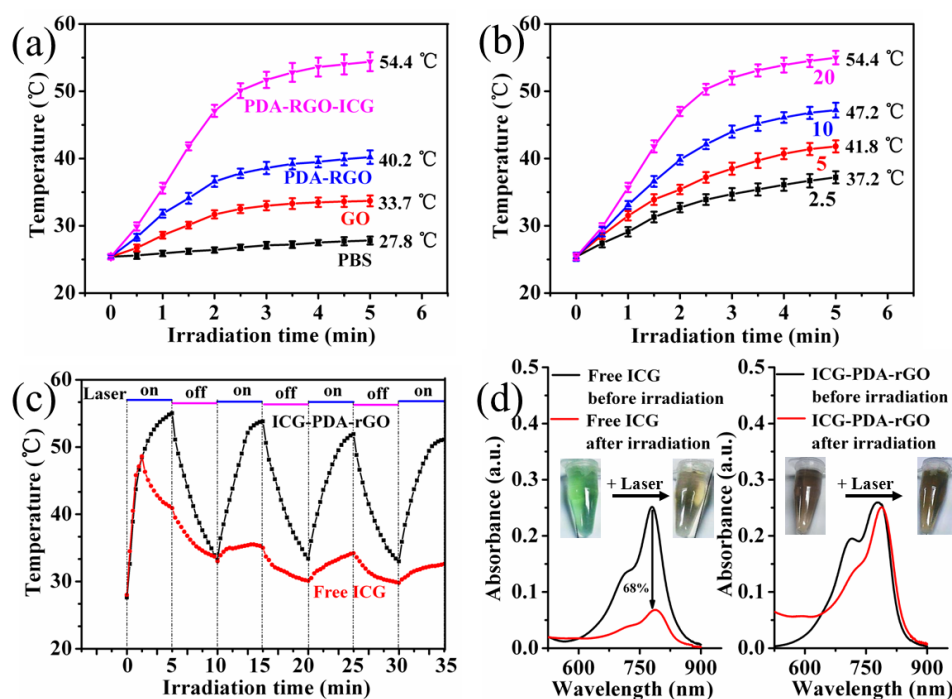 (a)
60
50
40
30
20
Temperature (℃)
54.4 ℃
PDA-RGO-ICG
40.2 ℃
PDA-RGO
33.7 ℃
GO
27.8 ℃
PBS
0 1 2 3 4 5 6
Irradiation time (min)
(b)
60
50
40
30
20
Temperature (℃)
54.4 ℃
20
47.2 ℃
10
41.8 ℃
5
37.2 ℃
2.5
0 1 2 3 4 5 6
Irradiation time (min)
(c)
60
50
40
30
20
Temperature (℃)
Laser on off on off on off on
ICG-PDA-rGO
Free ICG
0 5 10 15 20 25 30 35
Irradiation time (min)
(d)
0.5
0.4
0.3
0.2
0.1
0.0
Absorbance (a.u.)
Free ICG
before irradiation
Free ICG
after irradiation
+ Laser
68%
600 750 900
Wavelength (nm)
0.5
0.4
0.3
0.2
0.1
0.0
Absorbance (a.u.)
ICG-PDA-rGO
before irradiation
ICG-PDA-rGO
after irradiation
+ Laser
600 750 900
Wavelength (nm)